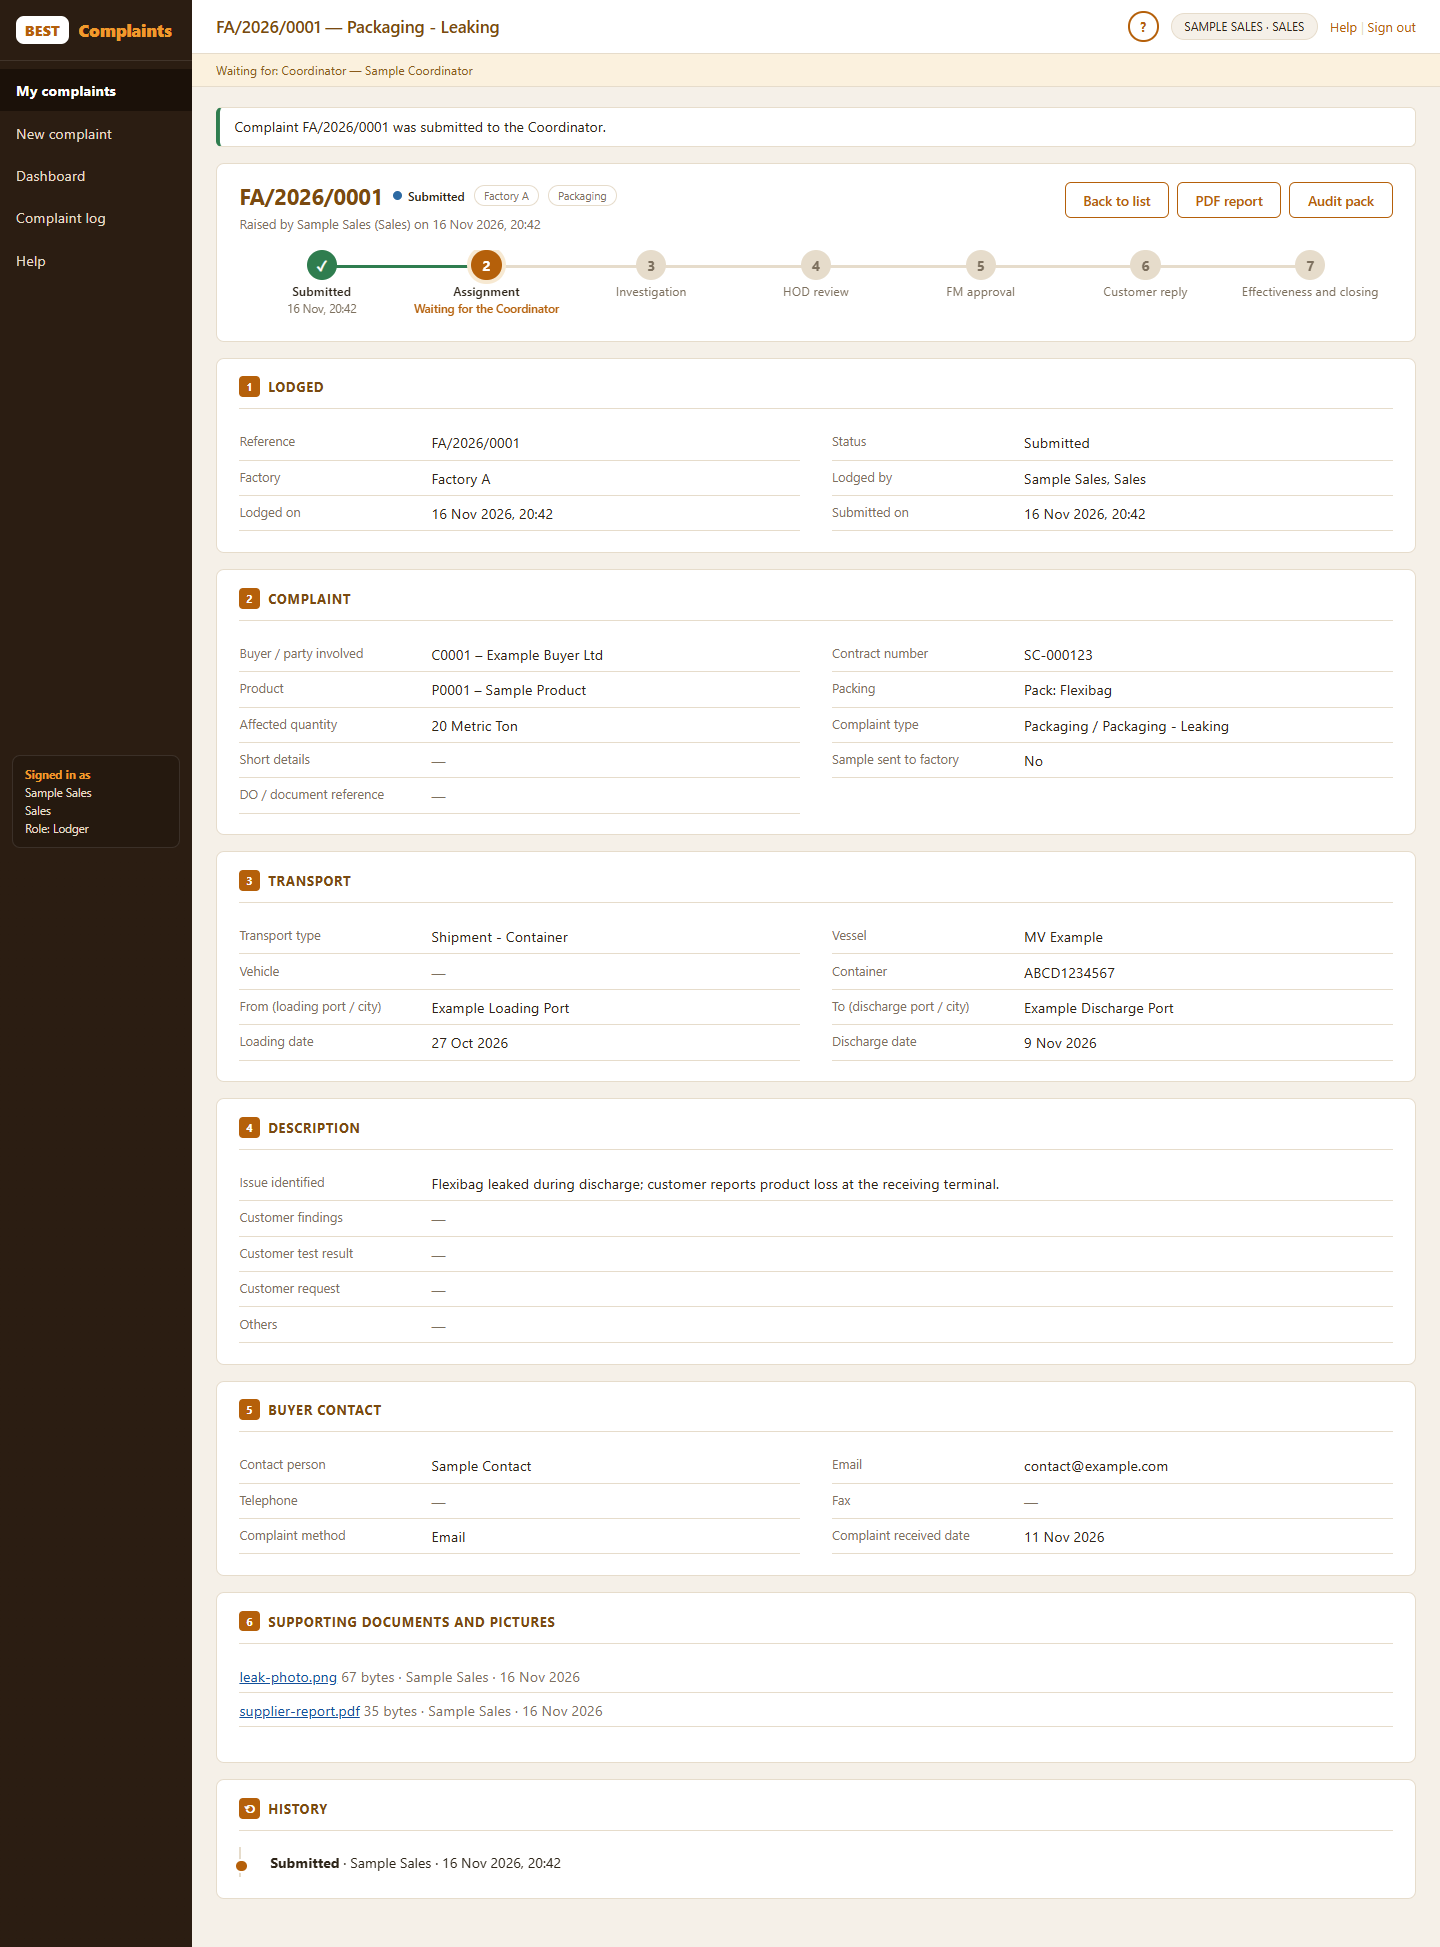 BEST Complaints
My complaints
New complaint
Dashboard
Complaint log
Help
Signed in as
Sample Sales
Sales
Role: Lodger
FA/2026/0001 — Packaging - Leaking
? SAMPLE SALES · SALES Help | Sign out
Waiting for: Coordinator — Sample Coordinator
Complaint FA/2026/0001 was submitted to the Coordinator.
FA/2026/0001 Submitted Factory A Packaging
Back to list PDF report Audit pack
Raised by Sample Sales (Sales) on 16 Nov 2026, 20:42
✓ 2 3 4 5 6 7
Submitted Assignment Investigation HOD review FM approval Customer reply Effectiveness and closing
16 Nov, 20:42 Waiting for the Coordinator
1 LODGED
Reference FA/2026/0001 Status Submitted
Factory Factory A Lodged by Sample Sales, Sales
Lodged on 16 Nov 2026, 20:42 Submitted on 16 Nov 2026, 20:42
2 COMPLAINT
Buyer / party involved C0001 – Example Buyer Ltd Contract number SC-000123
Product P0001 – Sample Product Packing Pack: Flexibag
Affected quantity 20 Metric Ton Complaint type Packaging / Packaging - Leaking
Short details — Sample sent to factory No
DO / document reference —
3 TRANSPORT
Transport type Shipment - Container Vessel MV Example
Vehicle — Container ABCD1234567
From (loading port / city) Example Loading Port To (discharge port / city) Example Discharge Port
Loading date 27 Oct 2026 Discharge date 9 Nov 2026
4 DESCRIPTION
Issue identified Flexibag leaked during discharge; customer reports product loss at the receiving terminal.
Customer findings —
Customer test result —
Customer request —
Others —
5 BUYER CONTACT
Contact person Sample Contact Email contact@example.com
Telephone — Fax —
Complaint method Email Complaint received date 11 Nov 2026
6 SUPPORTING DOCUMENTS AND PICTURES
leak-photo.png 67 bytes · Sample Sales · 16 Nov 2026
supplier-report.pdf 35 bytes · Sample Sales · 16 Nov 2026
HISTORY
Submitted · Sample Sales · 16 Nov 2026, 20:42